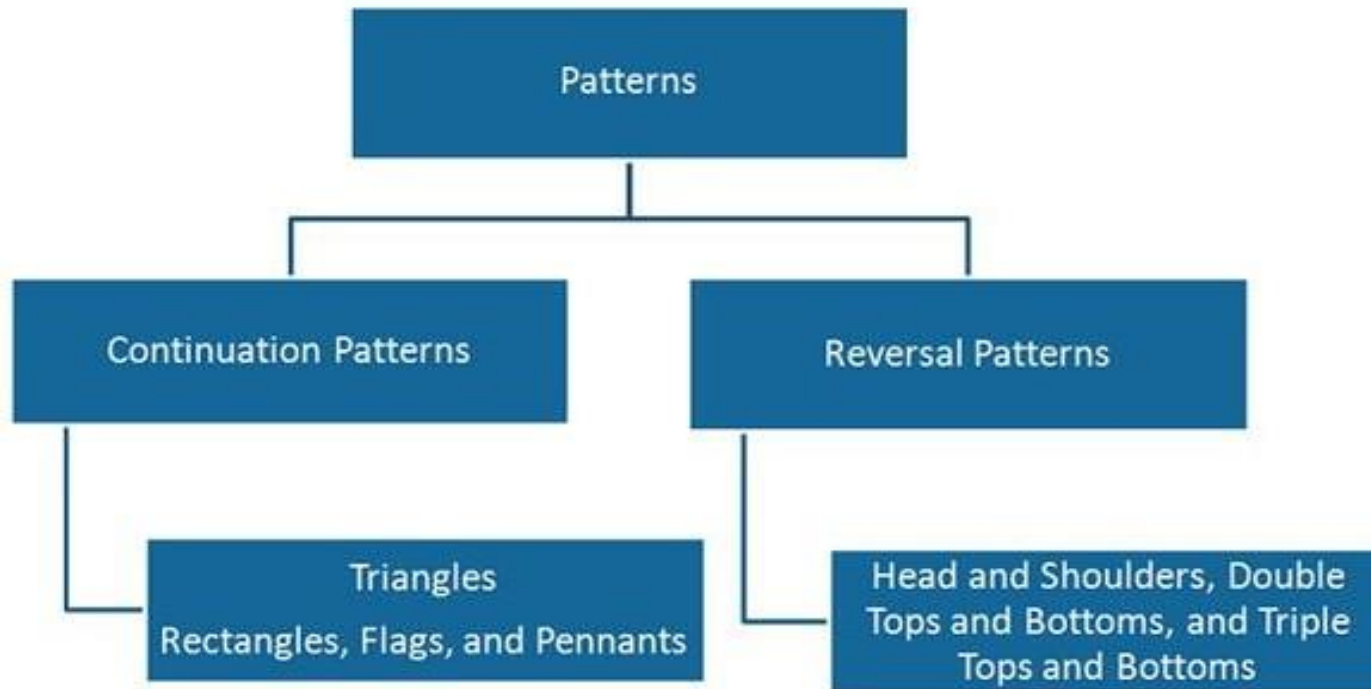 Patterns
Continuation Patterns
Reversal Patterns
Triangles
Rectangles, Flags, and Pennants
Head and Shoulders, Double
Tops and Bottoms, and Triple
Tops and Bottoms